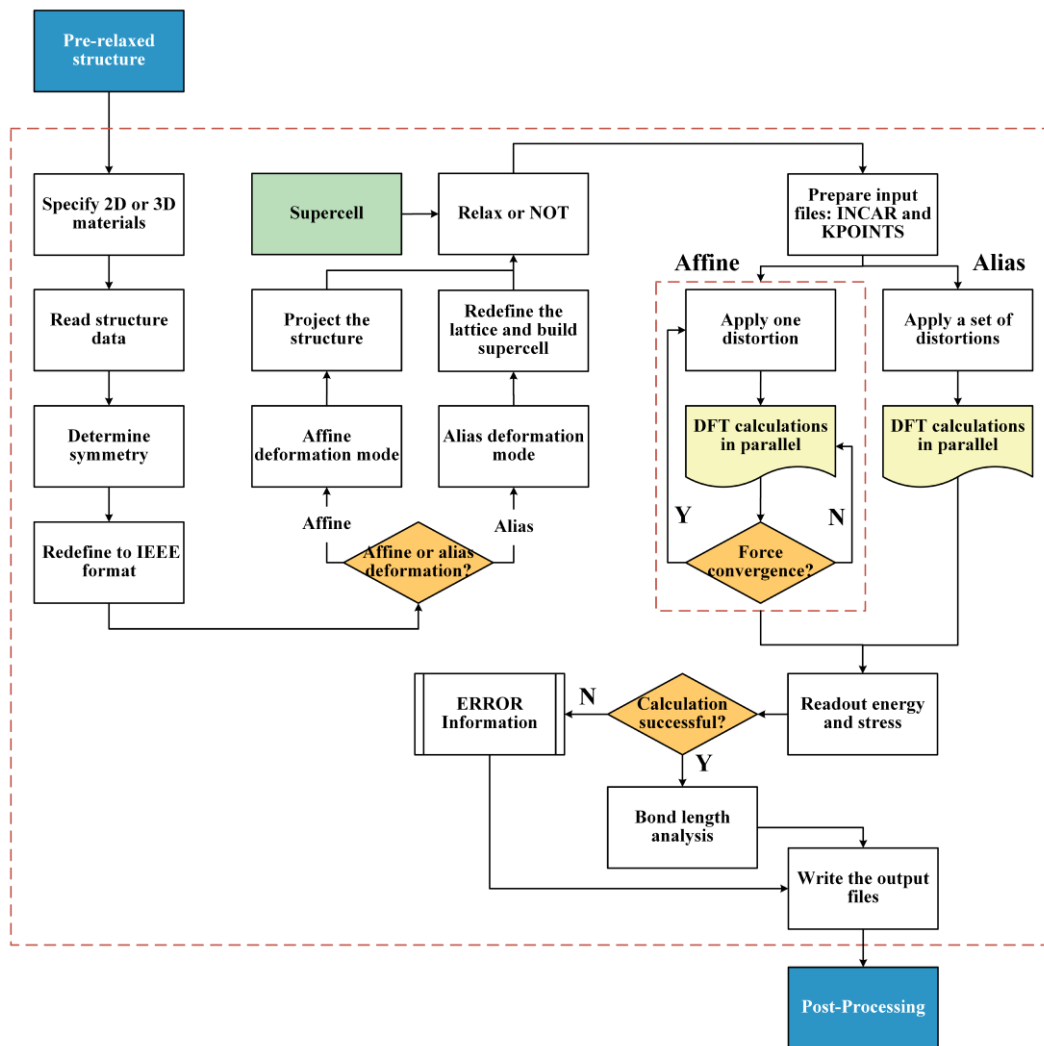 Pre-relaxed
structure
Specify 2D or 3D
materials
Read structure
data
Determine
symmetry
Redefine to IEEE
format
Supercell
Relax or NOT
Project the
structure
Redefine the
lattice and build
supercell
Affine
deformation mode
Alias deformation
mode
Affine
Alias
Affine or alias
deformation?
Prepare input
files: INCAR and
KPOINTS
Affine
Alias
Apply one
distortion
Apply a set of
distortions
DFT calculations
in parallel
DFT calculations
in parallel
Y
N
Force
convergence?
Readout energy
and stress
Calculation
successful?
N
ERROR
Information
Y
Bond length
analysis
Write the output
files
Post-Processing